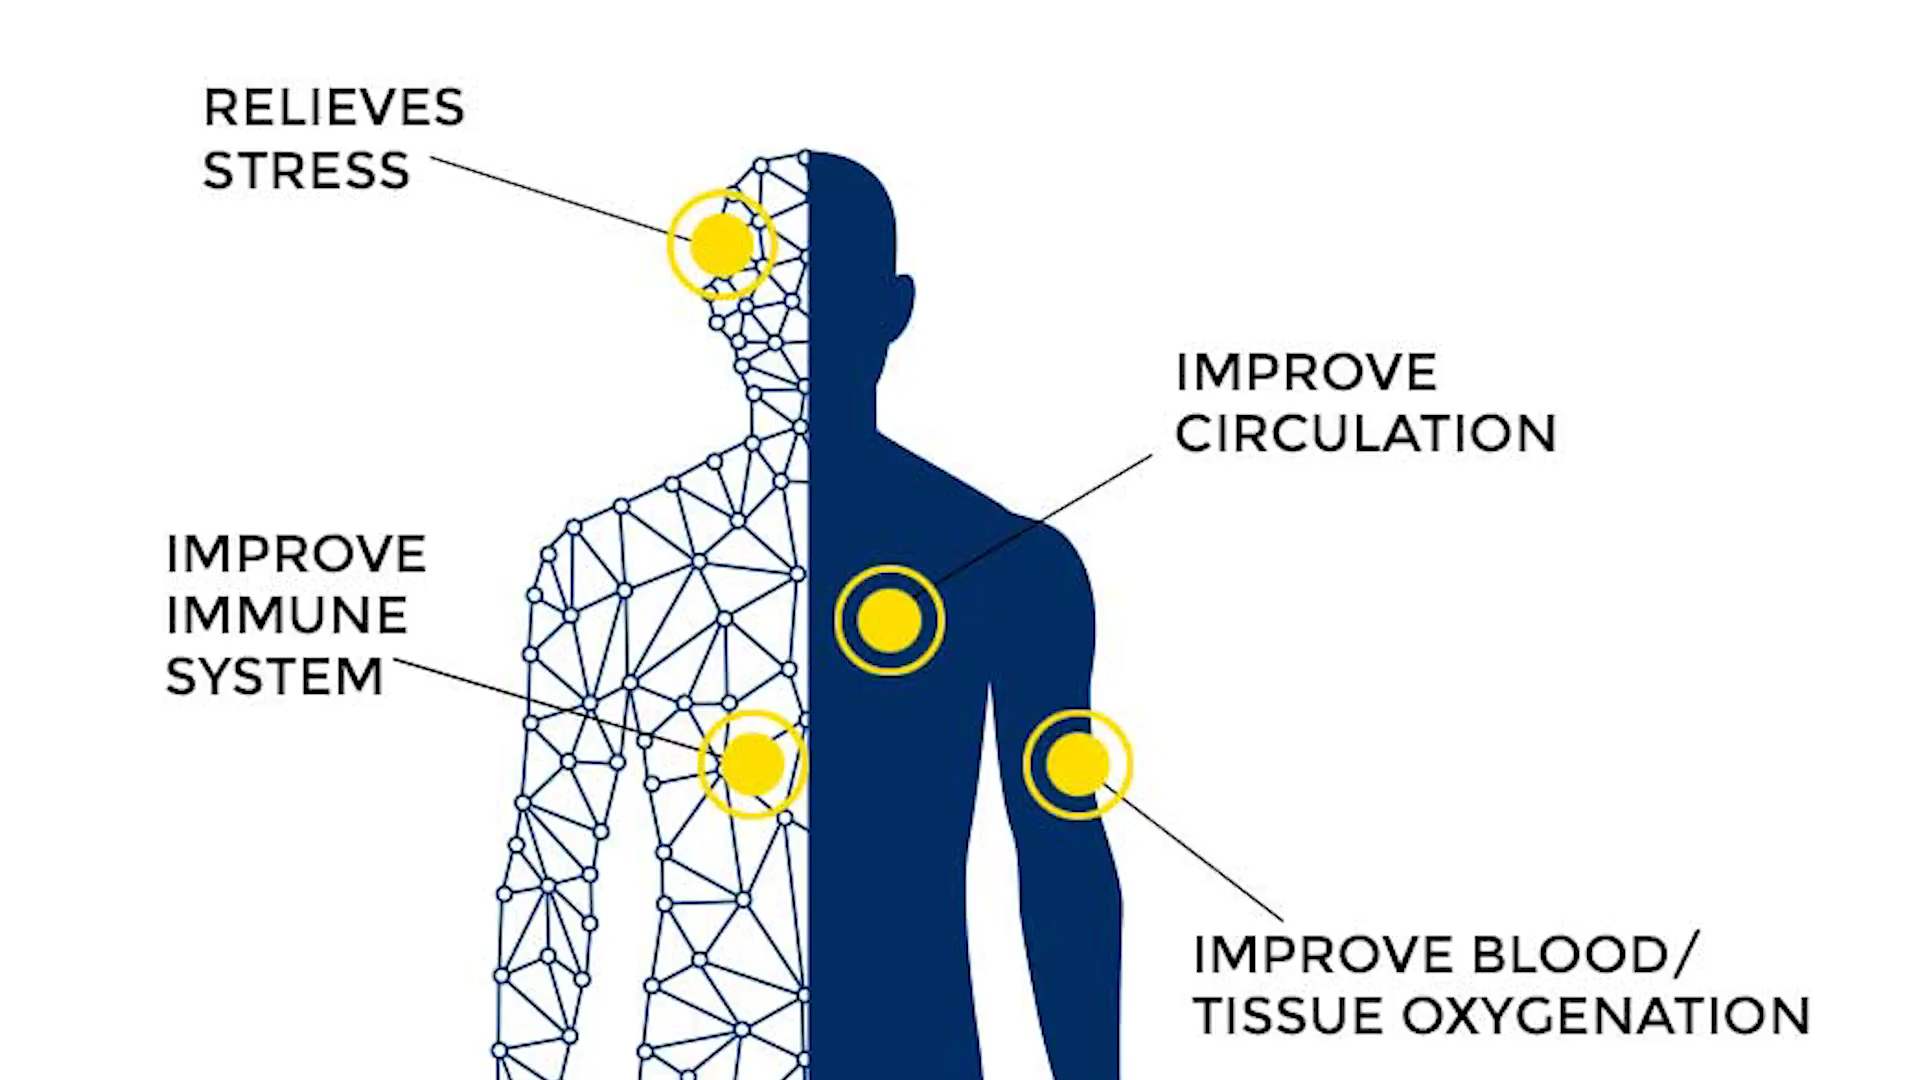 RELIEVES
STRESS
IMPROVE
CIRCULATION
IMPROVE
IMMUNE
SYSTEM
IMPROVE BLOOD/
TISSUE OXYGENATION